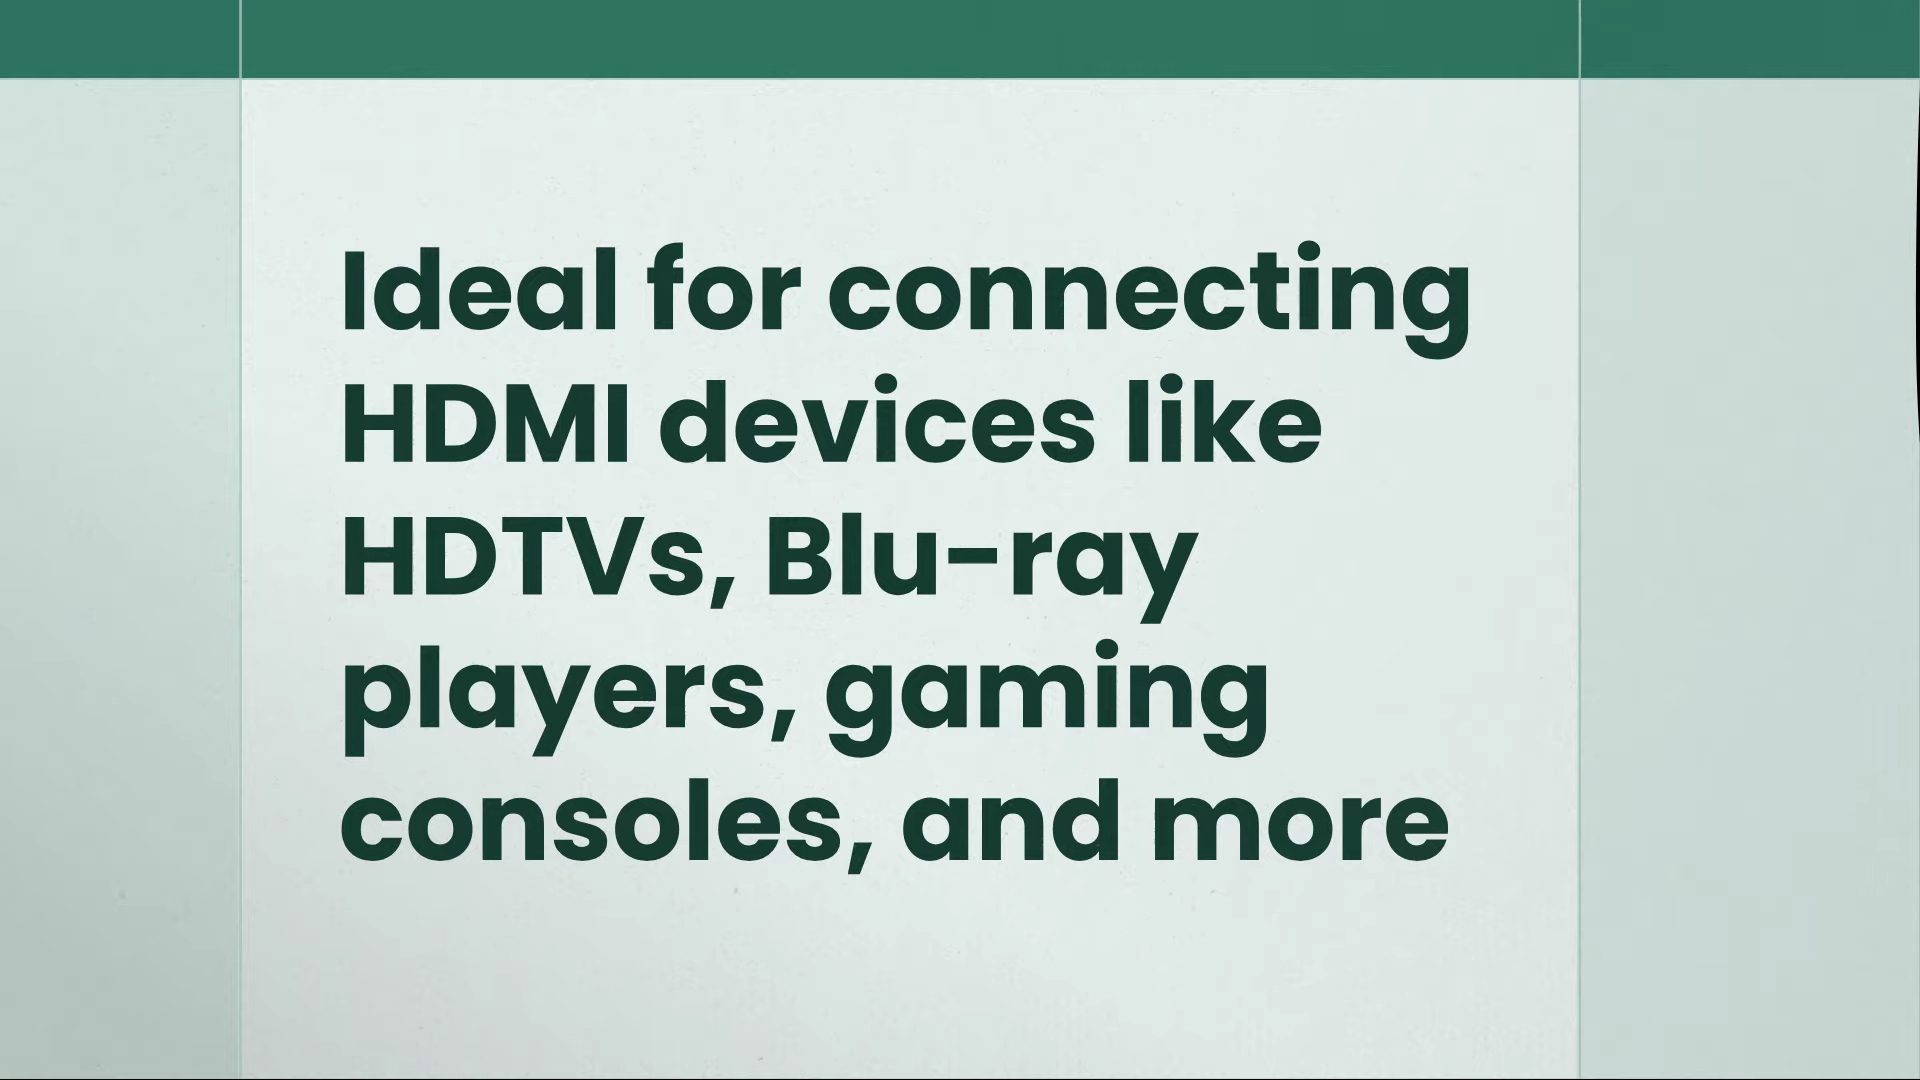 Ideal for connecting
HDMI devices like
HDTVs, Blu-ray
players, gaming
consoles, and more